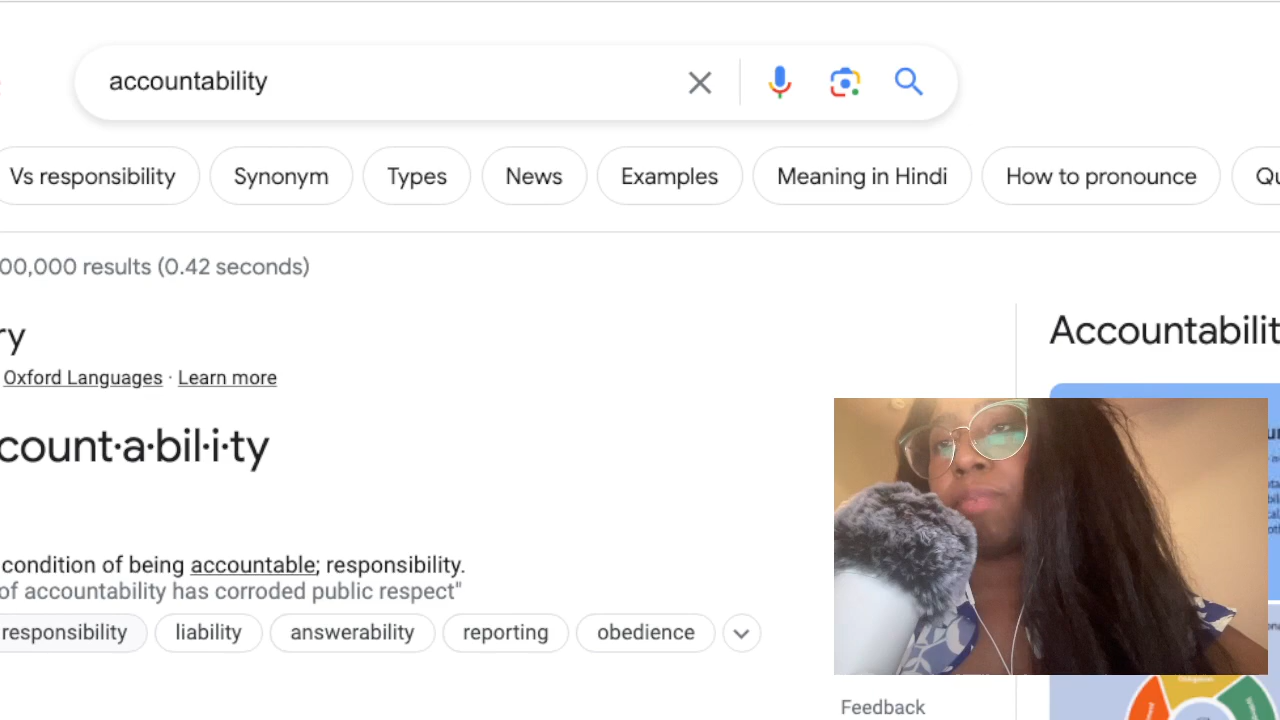 accountability
Vs responsibility
Synonym
Types
News
Examples
Meaning in Hindi
How to pronounce
00,000 results (0.42 seconds)
ry
Oxford Languages · Learn more
count·a·bil·i·ty
condition of being accountable; responsibility.
of accountability has corroded public respect"
responsibility
liability
answerability
reporting
obedience
Accountabilit
Feedback